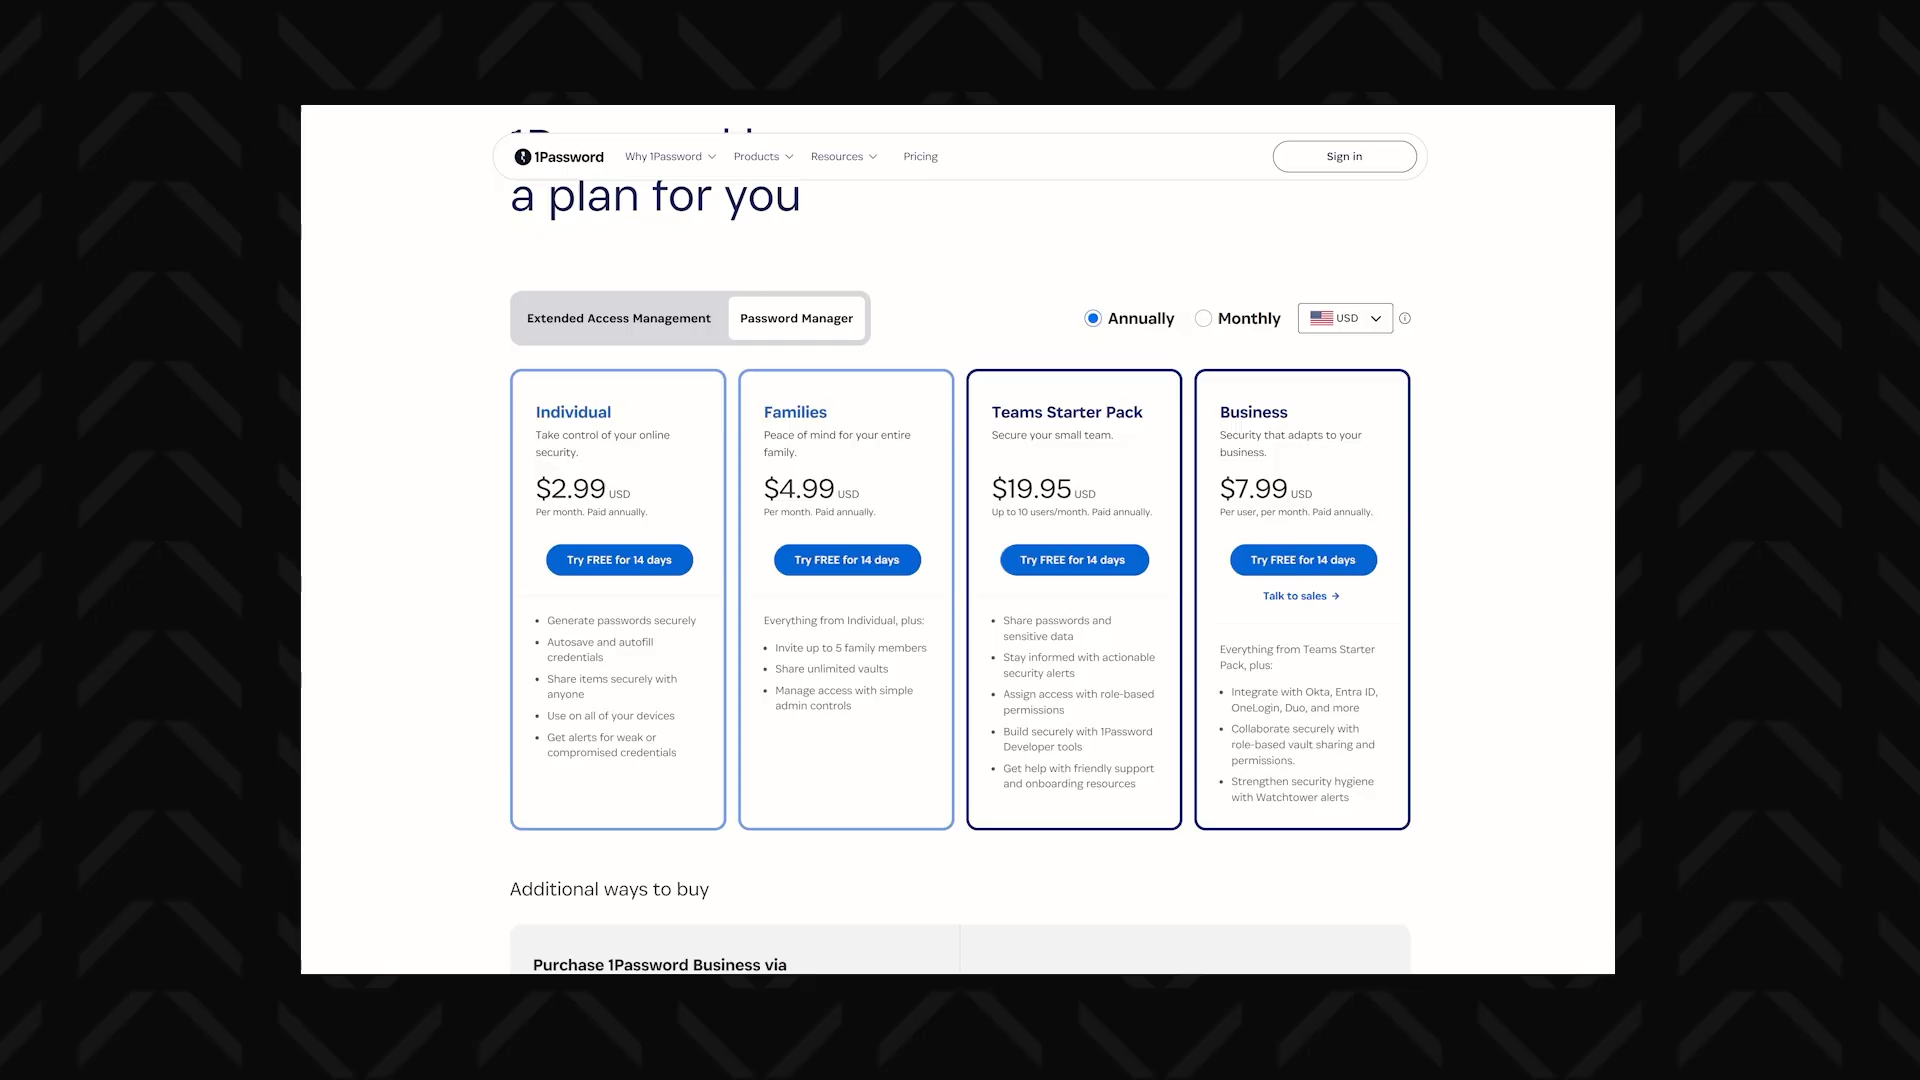 1Password
Why 1Password
Products
Resources
Pricing
Sign in
a plan for you
Extended Access Management
Password Manager
Annually
Monthly
USD
Individual
Take control of your online
security.
$2.99 USD
Per month. Paid annually.
Try FREE for 14 days
Generate passwords securely
Autosave and autofill
credentials
Share items securely with
anyone
Use on all of your devices
Get alerts for weak or
compromised credentials
Families
Peace of mind for your entire
family.
$4.99 USD
Per month. Paid annually.
Try FREE for 14 days
Everything from Individual, plus:
Invite up to 5 family members
Share unlimited vaults
Manage access with simple
admin controls
Teams Starter Pack
Secure your small team.
$19.95 USD
Up to 10 users/month. Paid annually.
Try FREE for 14 days
Share passwords and
sensitive data
Stay informed with actionable
security alerts
Assign access with role-based
permissions
Build securely with 1Password
Developer tools
Get help with friendly support
and onboarding resources
Business
Security that adapts to your
business.
$7.99 USD
Per user, per month. Paid annually.
Try FREE for 14 days
Talk to sales →
Everything from Teams Starter
Pack, plus:
Integrate with Okta, Entra ID,
OneLogin, Duo, and more
Collaborate securely with
role-based vault sharing and
permissions.
Strengthen security hygiene
with Watchtower alerts
Additional ways to buy
Purchase 1Password Business via